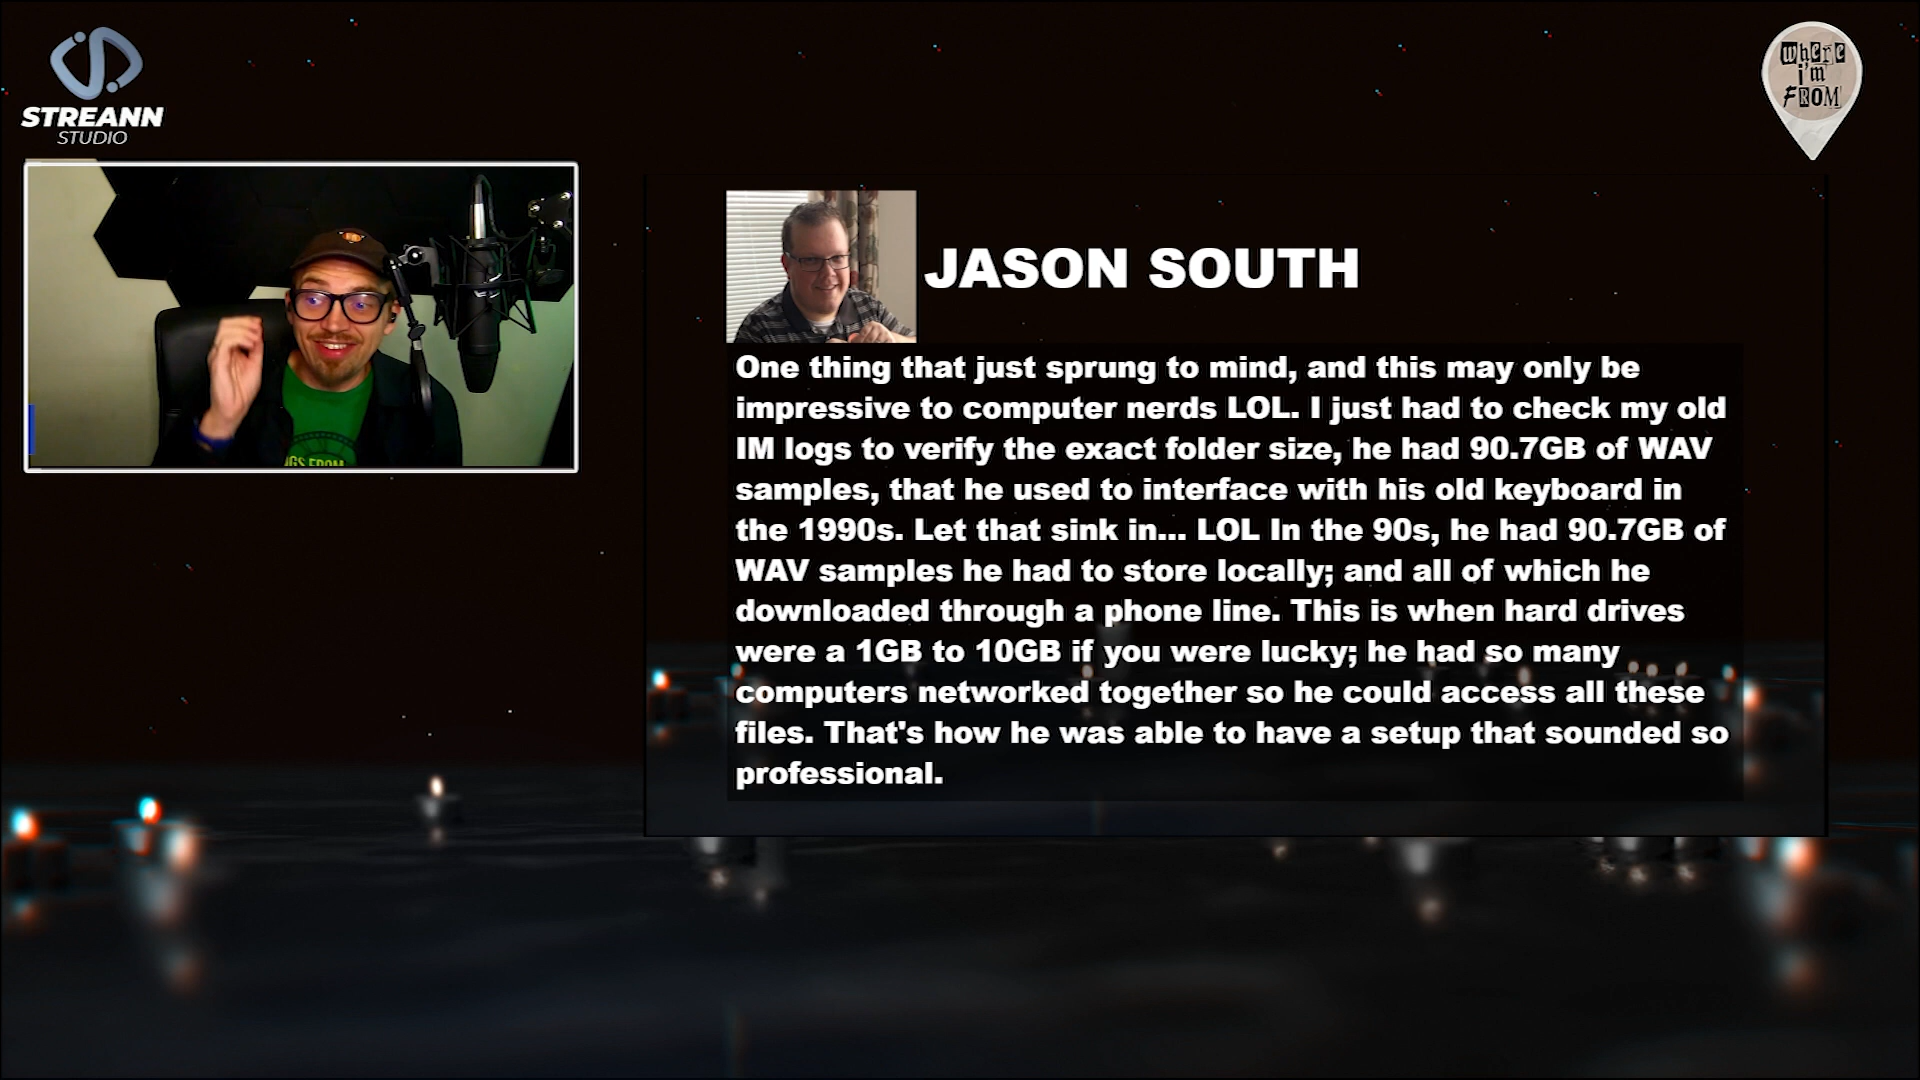 STREANN
STUDIO
where
i'm
FROM
JASON SOUTH
One thing that just sprung to mind, and this may only be
impressive to computer nerds LOL. I just had to check my old
IM logs to verify the exact folder size, he had 90.7GB of WAV
samples, that he used to interface with his old keyboard in
the 1990s. Let that sink in... LOL In the 90s, he had 90.7GB of
WAV samples he had to store locally; and all of which he
downloaded through a phone line. This is when hard drives
were a 1GB to 10GB if you were lucky; he had so many
computers networked together so he could access all these
files. That's how he was able to have a setup that sounded so
professional.